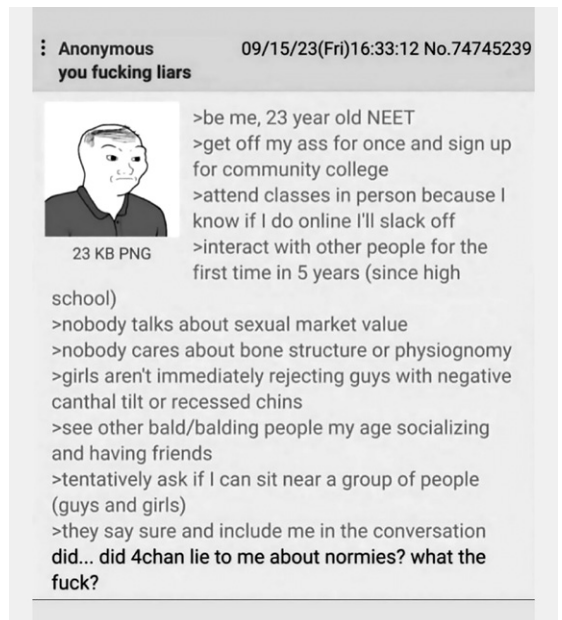 Anonymous 09/15/23(Fri)16:33:12 No.74745239
you fucking liars
>be me, 23 year old NEET
>get off my ass for once and sign up
for community college
>attend classes in person because I
know if I do online I'll slack off
>interact with other people for the
first time in 5 years (since high
23 KB PNG
school)
>nobody talks about sexual market value
>nobody cares about bone structure or physiognomy
>girls aren't immediately rejecting guys with negative
canthal tilt or recessed chins
>see other bald/balding people my age socializing
and having friends
>tentatively ask if I can sit near a group of people
(guys and girls)
>they say sure and include me in the conversation
did... did 4chan lie to me about normies? what the
fuck?